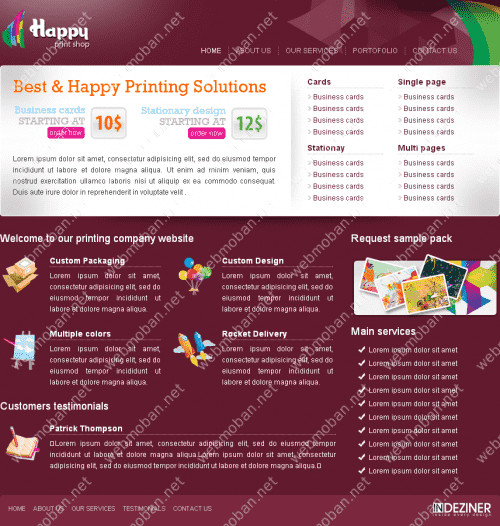 Happy
print shop
HOME ABOUT US OUR SERVICES PORTOFOLIO CONTACT US
Best & Happy Printing Solutions
Business cards
STARTING AT
order now
10$
Stationary design
STARTING AT
order now
12$
Lorem ipsum dolor sit amet, consectetur adipisicing elit, sed do eiusmod tempor
incididunt ut labore et dolore magna aliqua. Ut enim ad minim veniam, quis
nostrud exercitation ullamco laboris nisi ut aliquip ex ea commodo consequat.
Duis aute irure dolor in reprehenderit in voluptate velit .
Cards
> Business cards
> Business cards
> Business cards
> Business cards
Single page
> Business cards
> Business cards
> Business cards
> Business cards
Stationay
> Business cards
> Business cards
> Business cards
> Business cards
Multi pages
> Business cards
> Business cards
> Business cards
> Business cards
Welcome to our printing company website
Custom Packaging
Lorem ipsum dolor sit amet,
consectetur adipisicing elit, sed do
eiusmod tempor incididunt ut
labore et dolore magna aliqua.
Custom Design
Lorem ipsum dolor sit amet,
consectetur adipisicing elit, sed do
eiusmod tempor incididunt ut
labore et dolore magna aliqua.
Multiple colors
Lorem ipsum dolor sit amet,
consectetur adipisicing elit, sed do
eiusmod tempor incididunt ut
labore et dolore magna aliqua.
Rocket Delivery
Lorem ipsum dolor sit amet,
consectetur adipisicing elit, sed do
eiusmod tempor incididunt ut
labore et dolore magna aliqua.
Customers testimonials
Patrick Thompson
Lorem ipsum dolor sit amet, consectetur adipisicing elit, sed do eiusmod tempor
incididunt ut labore et dolore magna aliqua.Lorem ipsum dolor sit amet, consectetur
adipisicing elit, sed do eiusmod tempor incididunt ut labore et dolore magna aliqua.
Request sample pack
Main services
Lorem ipsum dolor sit amet
Lorem ipsum dolor sit amet
Lorem ipsum dolor sit amet
Lorem ipsum dolor sit amet
Lorem ipsum dolor sit amet
Lorem ipsum dolor sit amet
Lorem ipsum dolor sit amet
Lorem ipsum dolor sit amet
Lorem ipsum dolor sit amet
Lorem ipsum dolor sit amet
HOME ABOUT US OUR SERVICES TESTIMONIALS CONTACT US
INDEZINER
inside every design
webmoban.net